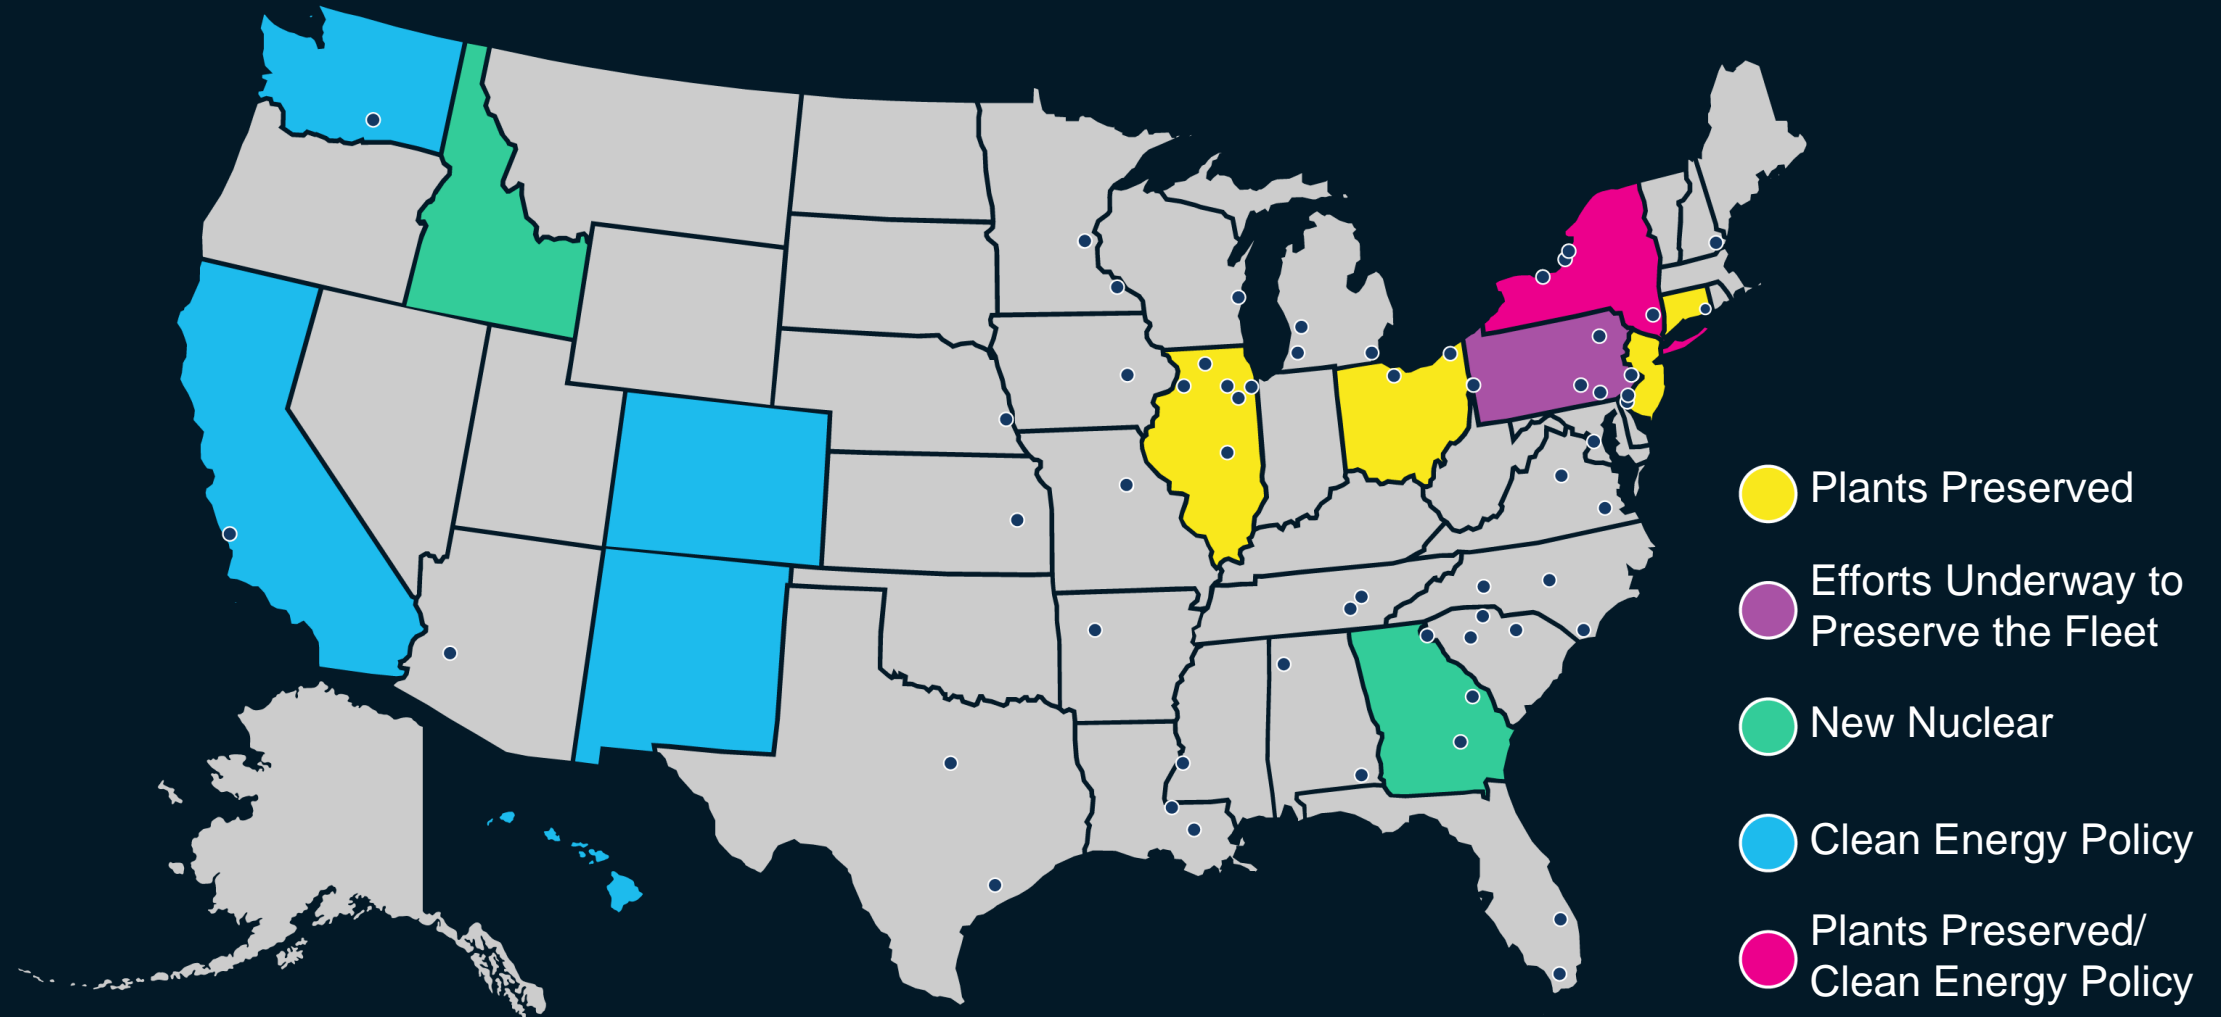 Plants Preserved
Efforts Underway to
Preserve the Fleet
New Nuclear
Clean Energy Policy
Plants Preserved/
Clean Energy Policy